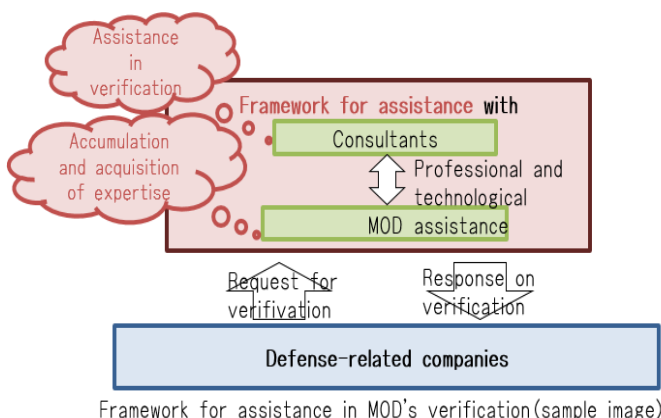 Assistance
in
verification
Framework for assistance with
Accumulation
and acquisition
of expertise
Consultants
Professional and
technological
MOD assistance
Request for
verifivation
Response on
verification
Defense-related companies
Framework for assistance in MOD's verification(sample image)